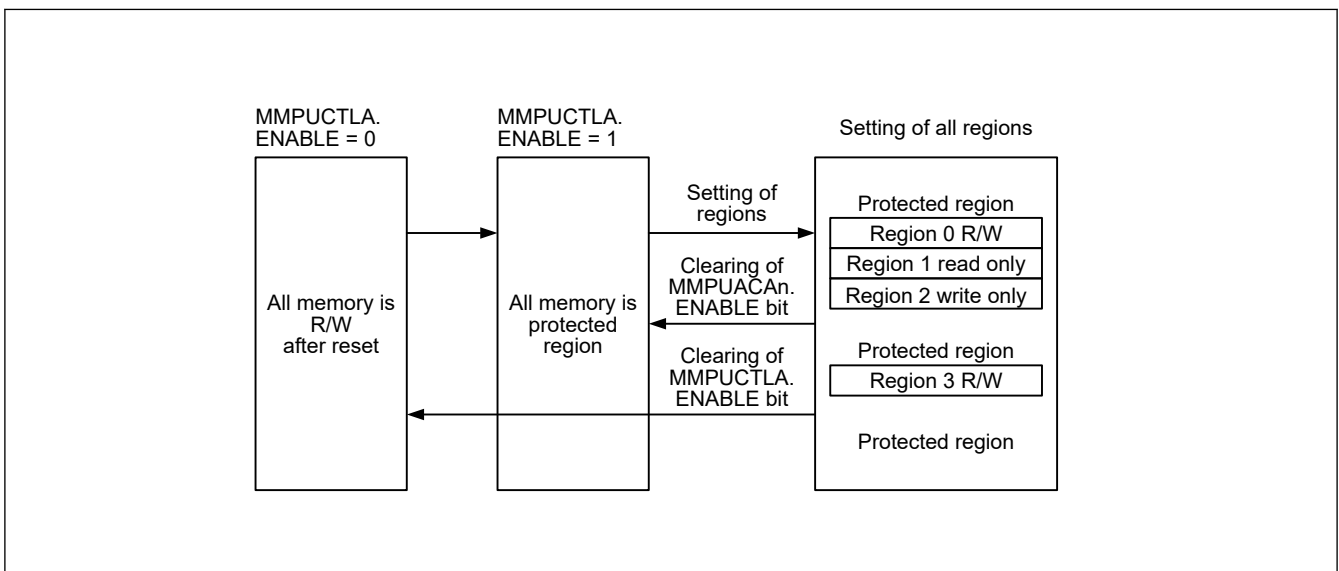 MMPUCTLA.
ENABLE = 0
All memory is
R/W
after reset
MMPUCTLA.
ENABLE = 1
All memory is
protected
region
Setting of
regions
Clearing of
MMPUACAn.
ENABLE bit
Clearing of
MMPUCTLA.
ENABLE bit
Setting of all regions
Protected region
Region 0 R/W
Region 1 read only
Region 2 write only
Protected region
Region 3 R/W
Protected region